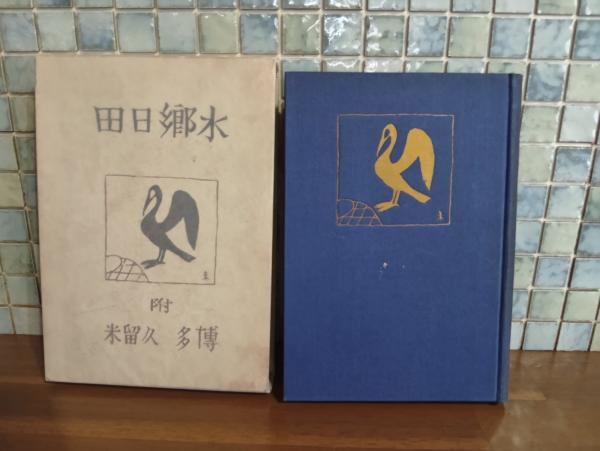 水郷日田
附
博多 久留米